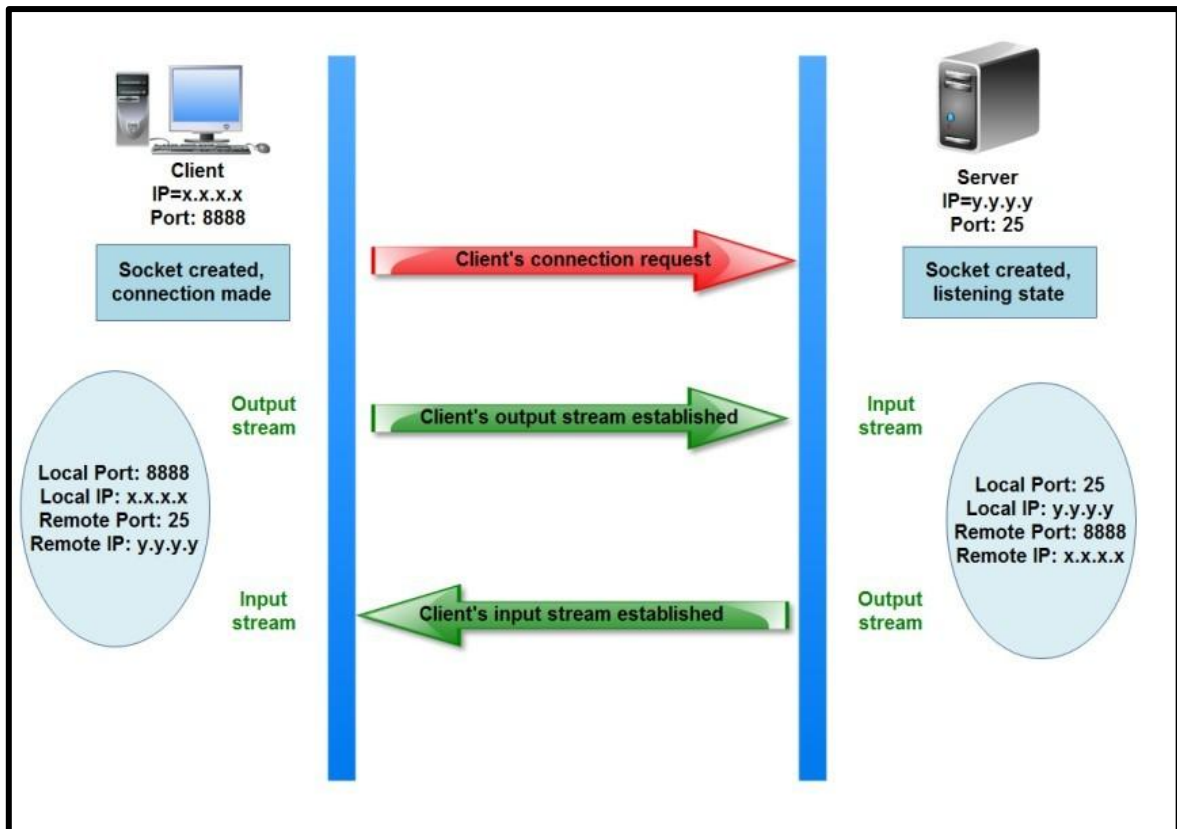 Client
IP=x.x.x.x
Port: 8888
Server
IP=y.y.y.y
Port: 25
Socket created,
connection made
Client's connection request
Socket created,
listening state
Output
stream
Client's output stream established
Input
stream
Local Port: 8888
Local IP: x.x.x.x
Remote Port: 25
Remote IP: y.y.y.y
Local Port: 25
Local IP: y.y.y.y
Remote Port: 8888
Remote IP: x.x.x.x
Input
stream
Client's input stream established
Output
stream